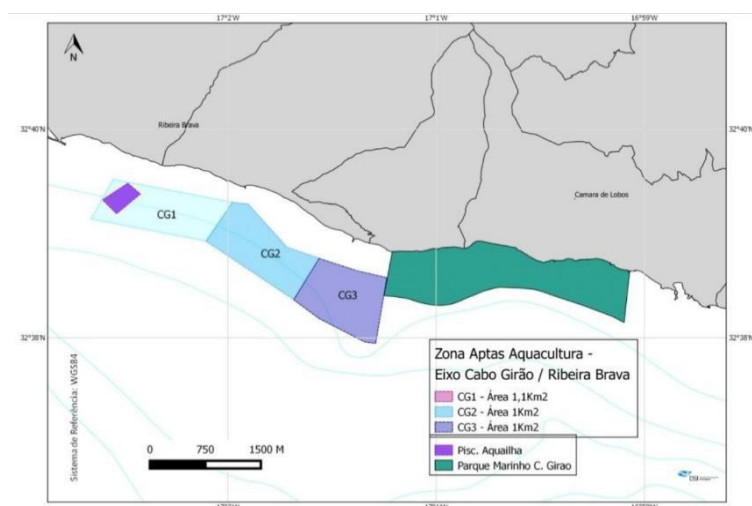 17°2'W 17°1'W 16°59'W
N
32°40'N 32°40'N
Ribeira Brava
Camara de Lobos
CG1
CG2
CG3
32°38'N 32°38'N
Zona Aptas Aquacultura -
Eixo Cabo Girão / Ribeira Brava
CG1 - Área 1,1Km2
CG2 - Área 1Km2
CG3 - Área 1Km2
Pisc. Aquailha
Parque Marinho C. Girao
Sistema de Referência: WGS84
0 750 1500 M